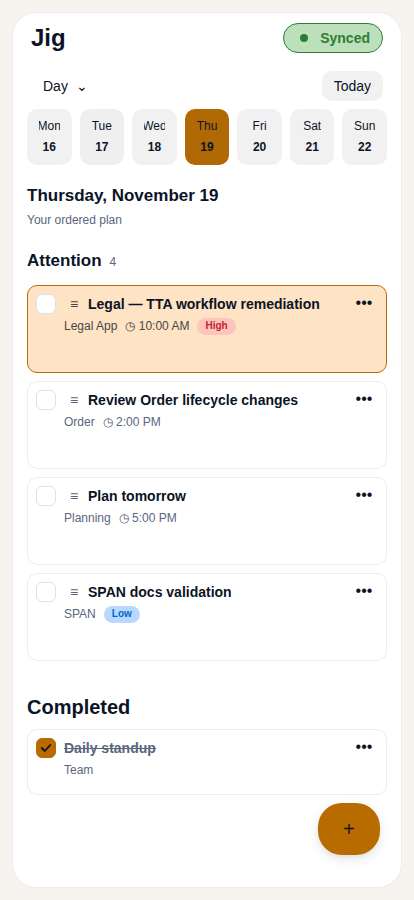 Jig
Synced
Day
Today
Mon Tue Wed Thu Fri Sat Sun
16 17 18 19 20 21 22
Thursday, November 19
Your ordered plan
Attention 4
Legal — TTA workflow remediation •••
Legal App 10:00 AM High
Review Order lifecycle changes •••
Order 2:00 PM
Plan tomorrow •••
Planning 5:00 PM
SPAN docs validation •••
SPAN Low
Completed
Daily standup •••
Team
+